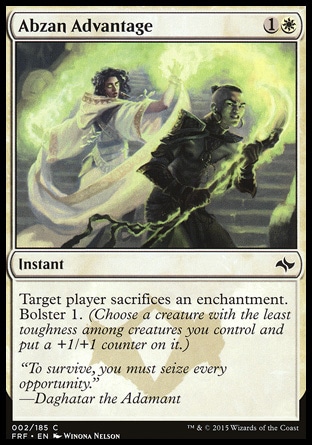 Abzan Advantage 1
Instant
Target player sacrifices an enchantment.
Bolster 1. (Choose a creature with the least
toughness among creatures you control and
put a +1/+1 counter on it.)
"To survive, you must seize every
opportunity."
—Daghatar the Adamant
002/185 C
FRF • EN Winona Nelson
™ & © 2015 Wizards of the Coast